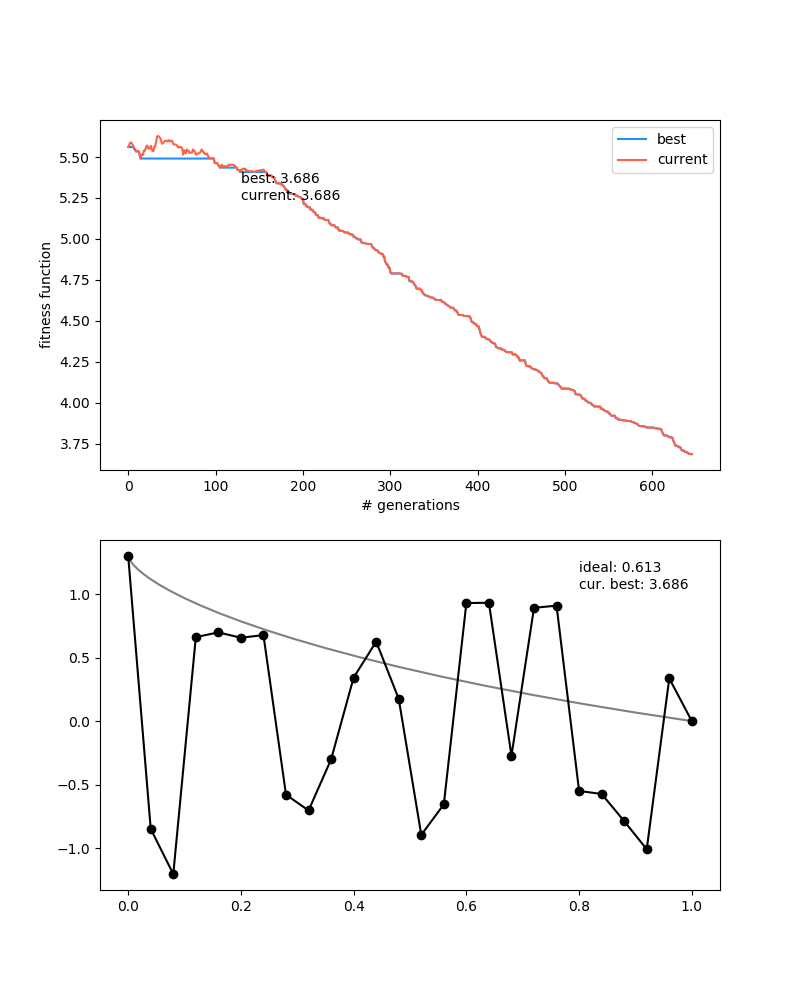 best
current
best: 3.686
current: 3.686
5.50
5.25
5.00
4.75
4.50
4.25
4.00
3.75
fitness function
0 100 200 300 400 500 600
# generations
ideal: 0.613
cur. best: 3.686
1.0
0.5
0.0
−0.5
−1.0
0.0 0.2 0.4 0.6 0.8 1.0